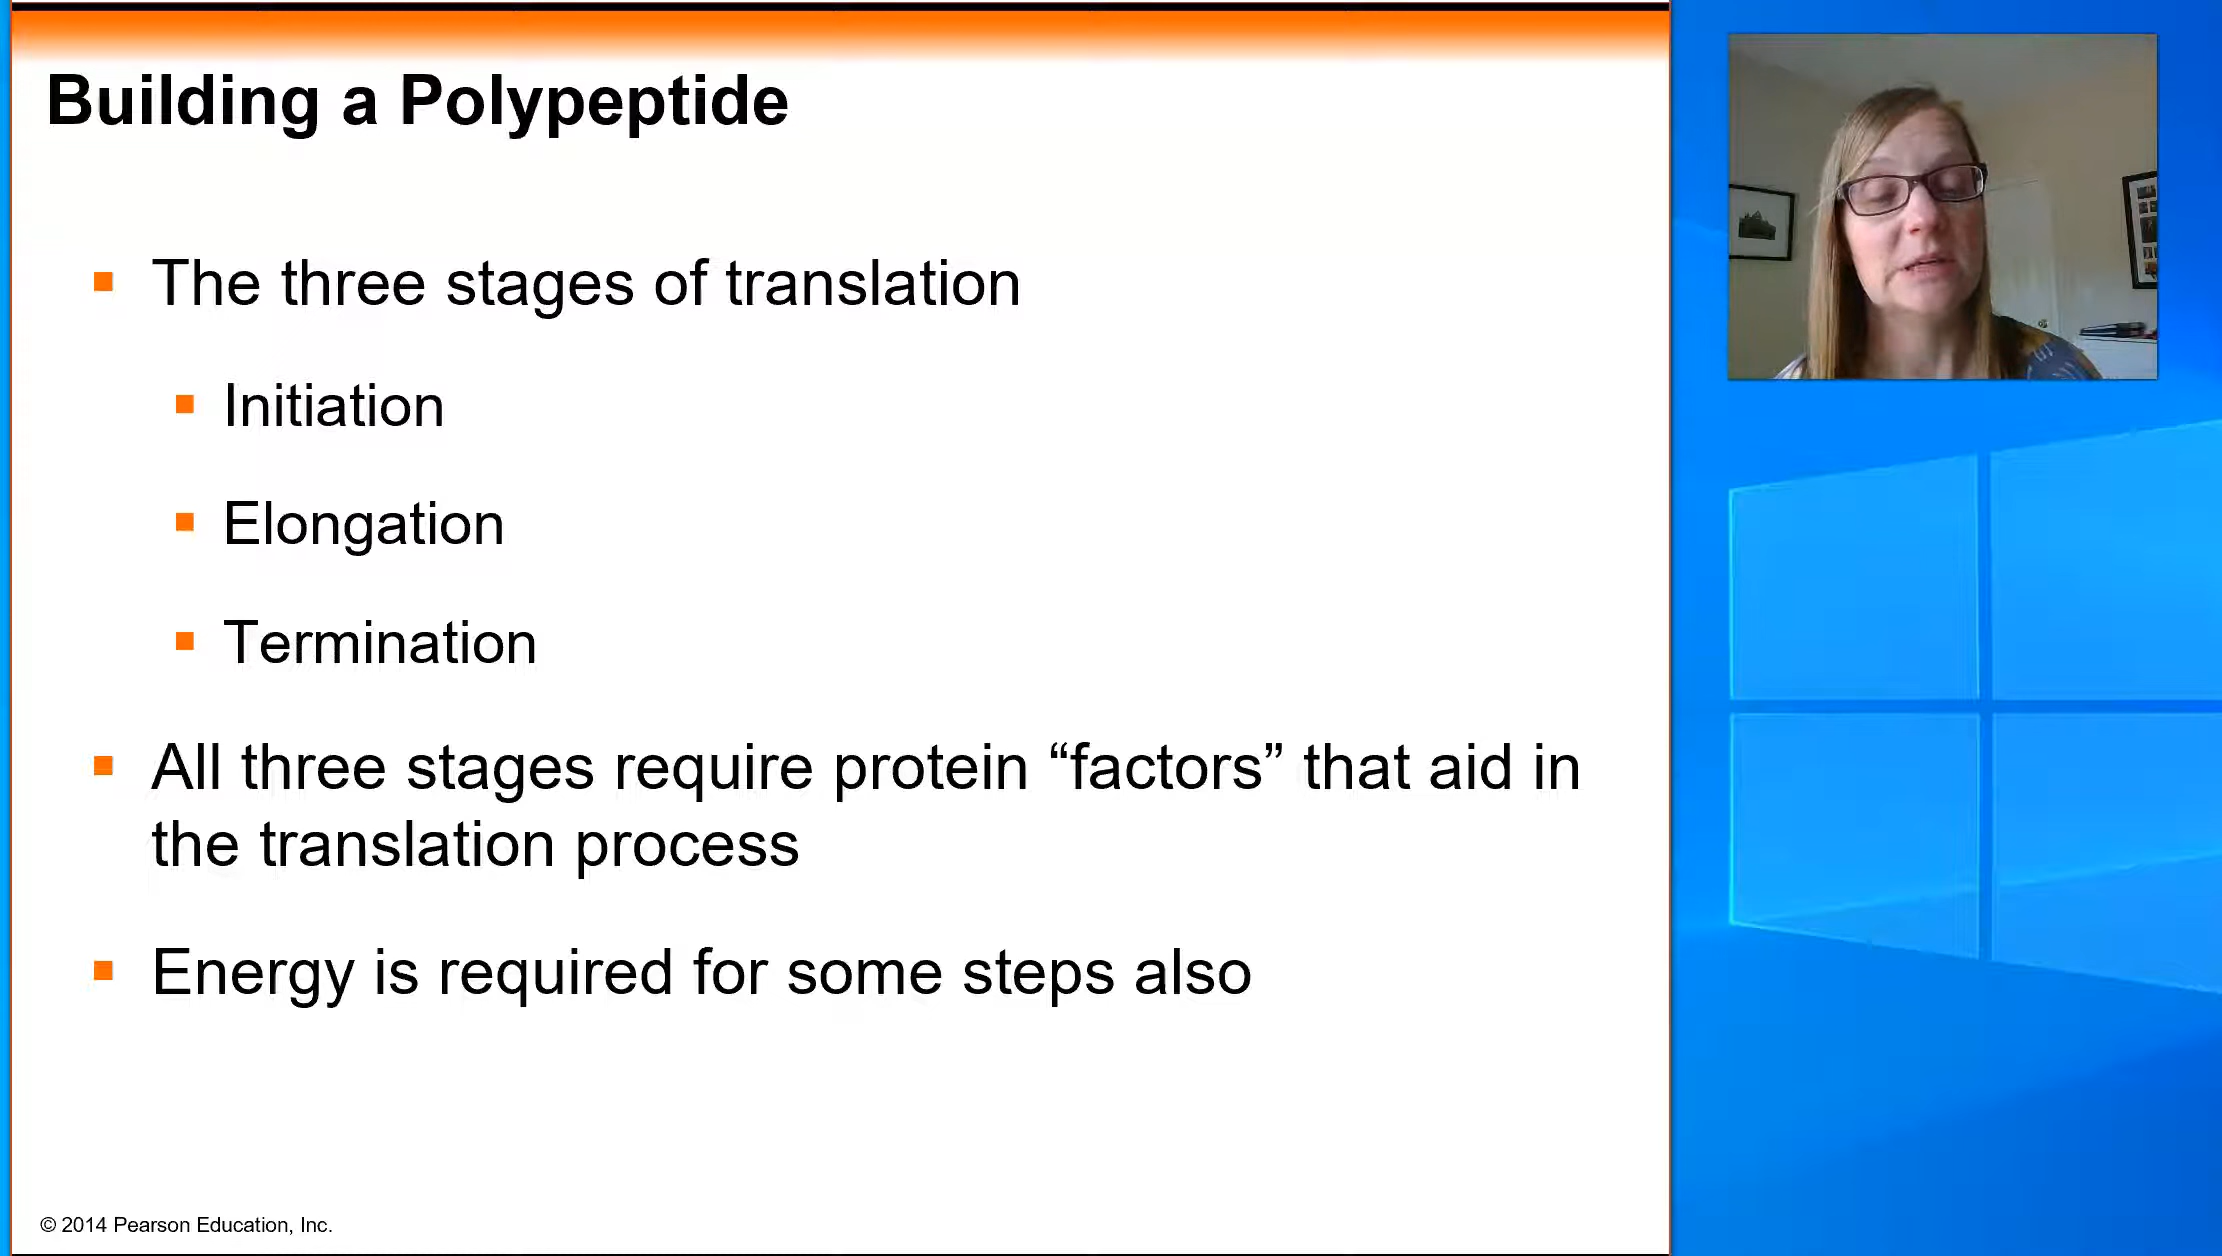 Building a Polypeptide
The three stages of translation
Initiation
Elongation
Termination
All three stages require protein “factors” that aid in
the translation process
Energy is required for some steps also
© 2014 Pearson Education, Inc.